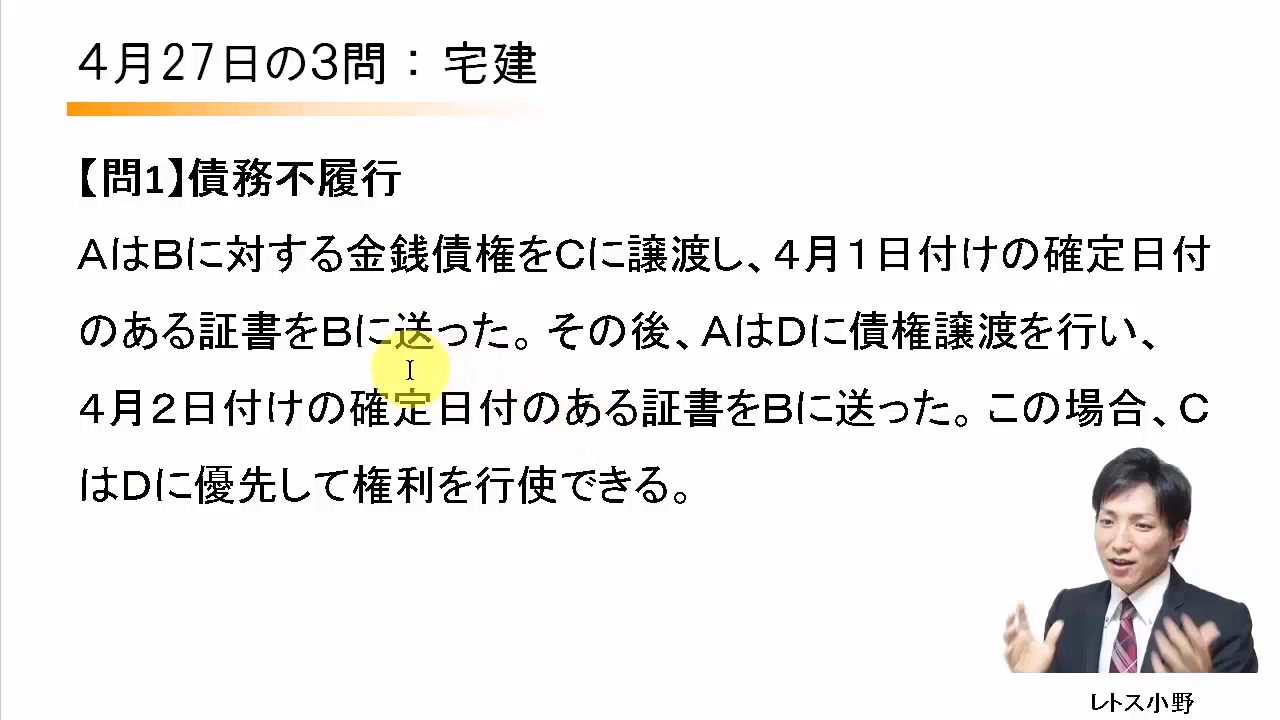 4月27日の3問：宅建
【問1】債務不履行
ＡはＢに対する金銭債権をＣに譲渡し、４月１日付けの確定日付
のある証書をＢに送った。その後、ＡはＤに債権譲渡を行い、
４月２日付けの確定日付のある証書をＢに送った。この場合、Ｃ
はＤに優先して権利を行使できる。
レトス小野